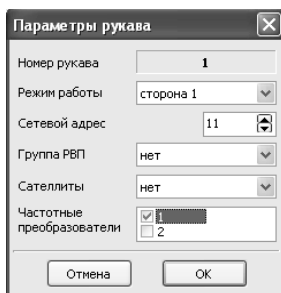 Параметры рукава
Номер рукава 1
Режим работы сторона 1
Сетевой адрес 11
Группа РВП нет
Сателлиты нет
Частотные преобразователи 1
2
Отмена OK